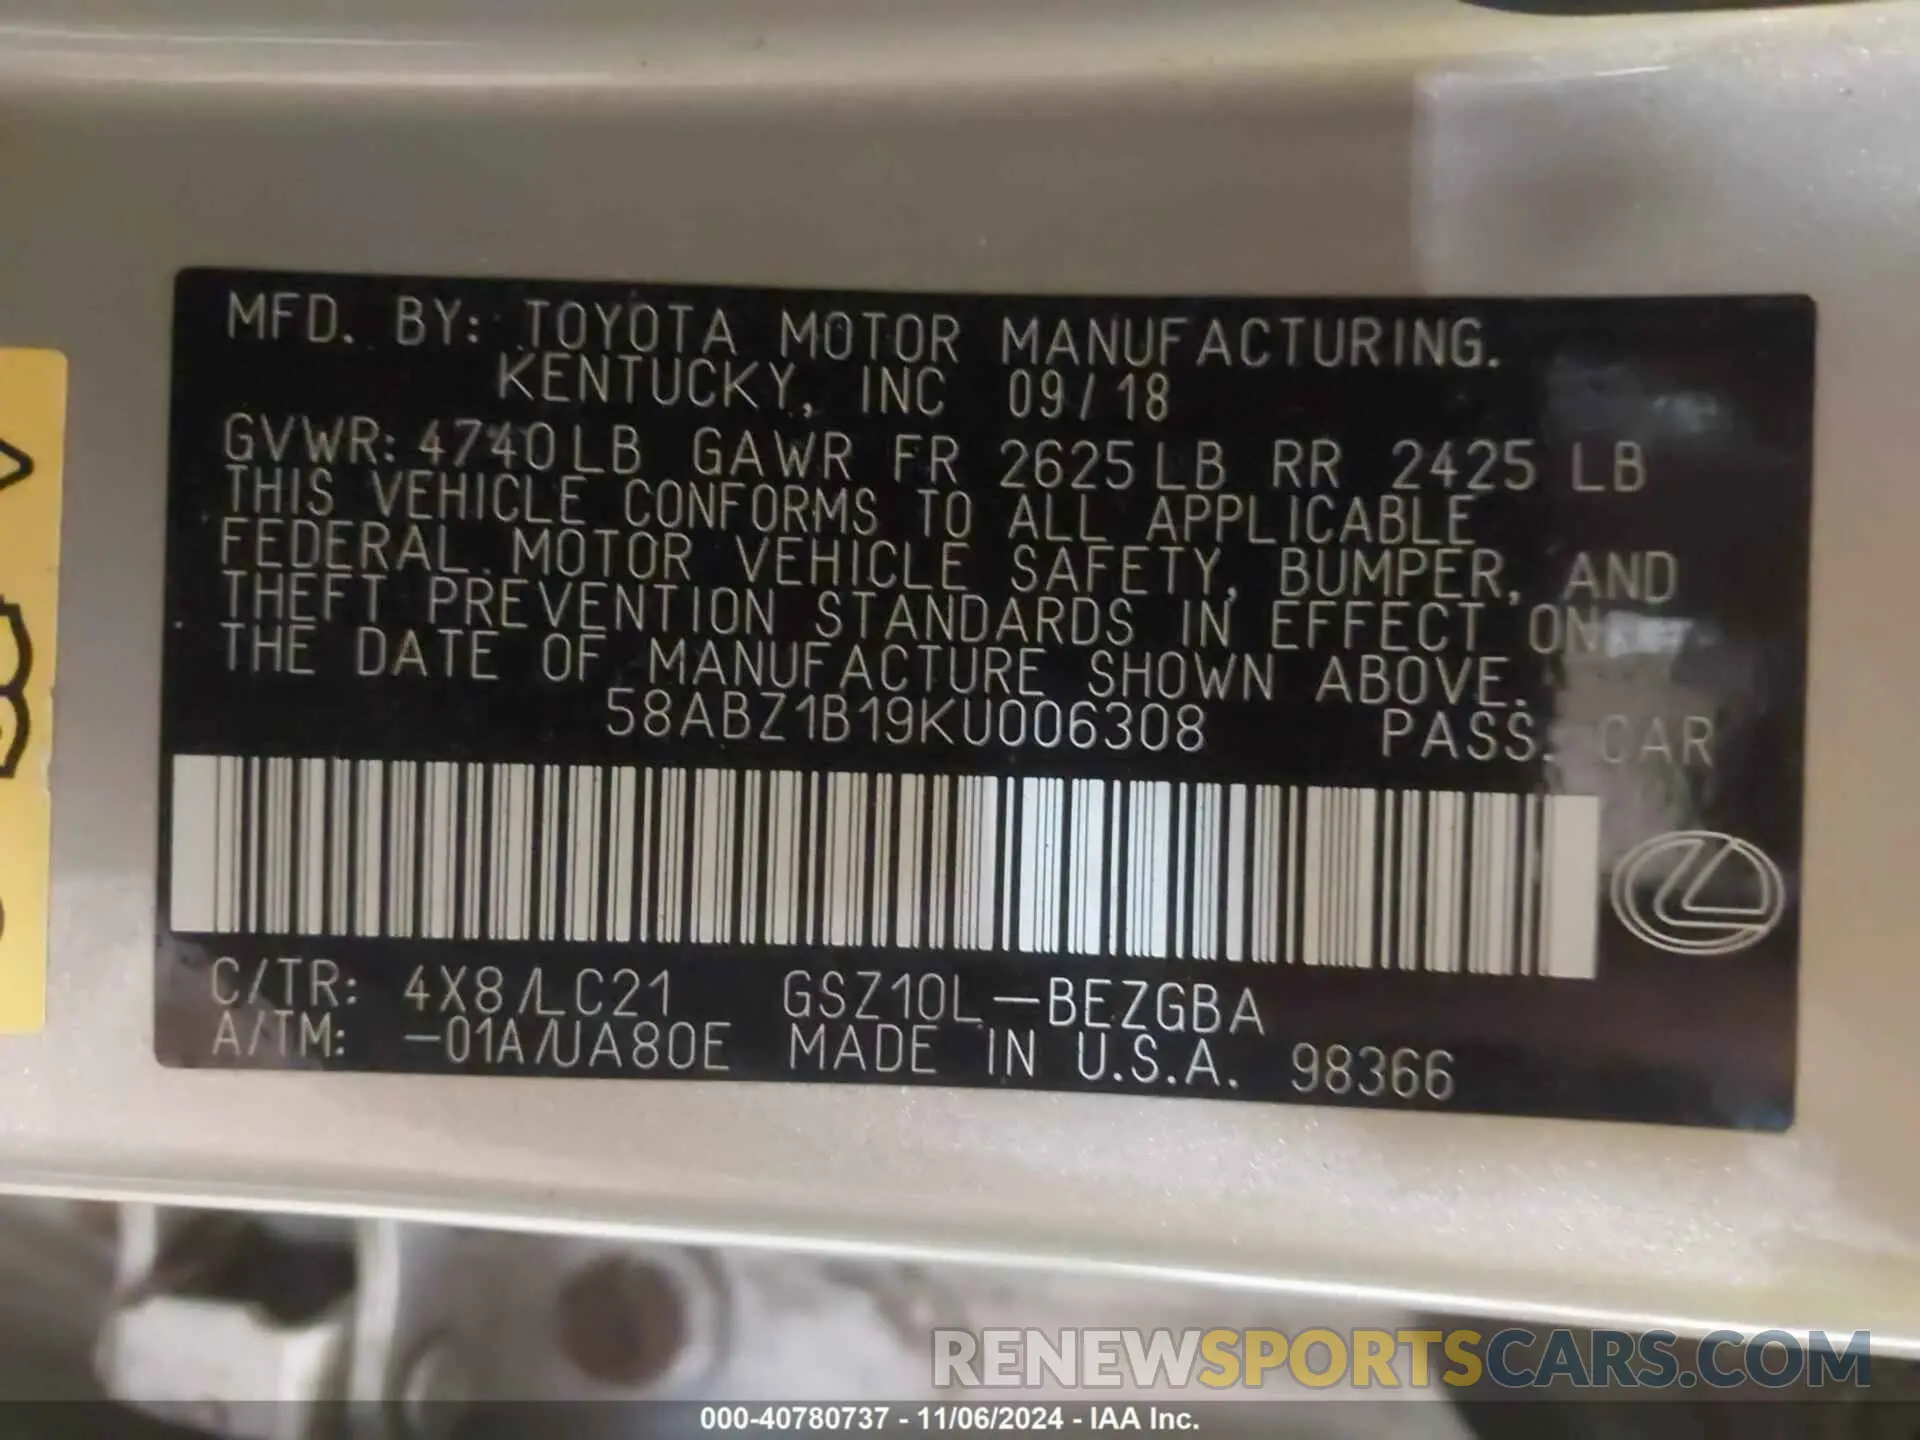 MFD. BY: TOYOTA MOTOR MANUFACTURING.
KENTUCKY, INC 09/18
GVWR: 4740LB GAWR FR 2625LB RR 2425 LB
THIS VEHICLE CONFORMS TO ALL APPLICABLE
FEDERAL MOTOR VEHICLE SAFETY, BUMPER, AND
THEFT PREVENTION STANDARDS IN EFFECT ON
THE DATE OF MANUFACTURE SHOWN ABOVE.
58ABZ1B19KU006308 PASS. CAR
C/TR: 4X8/LC21 GSZ10L-BEZGBA
A/TM: -01A/UA80E MADE IN U.S.A. 98366
RENEWSPORTSCARS.COM
000-40780737 - 11/06/2024 - IAA Inc.